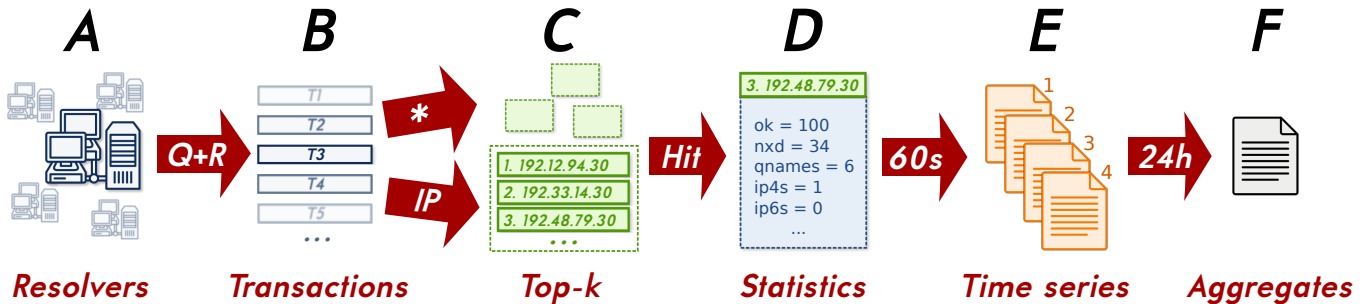 A B C D E F
Q+R
T1
T2
T3
T4
T5
...
*
IP
1. 192.12.94.30
2. 192.33.14.30
3. 192.48.79.30
...
Hit
3. 192.48.79.30
ok = 100
nxd = 34
qnames = 6
ip4s = 1
ip6s = 0
...
60s
1
2
3
4
24h
Resolvers Transactions Top-k Statistics Time series Aggregates